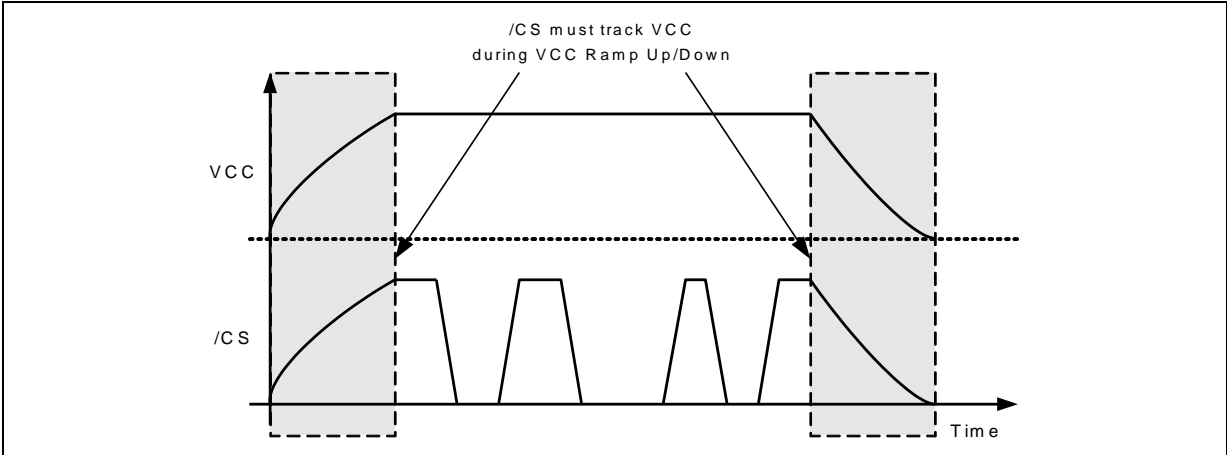 /CS must track VCC
during VCC Ramp Up/Down
VCC
/CS
Time